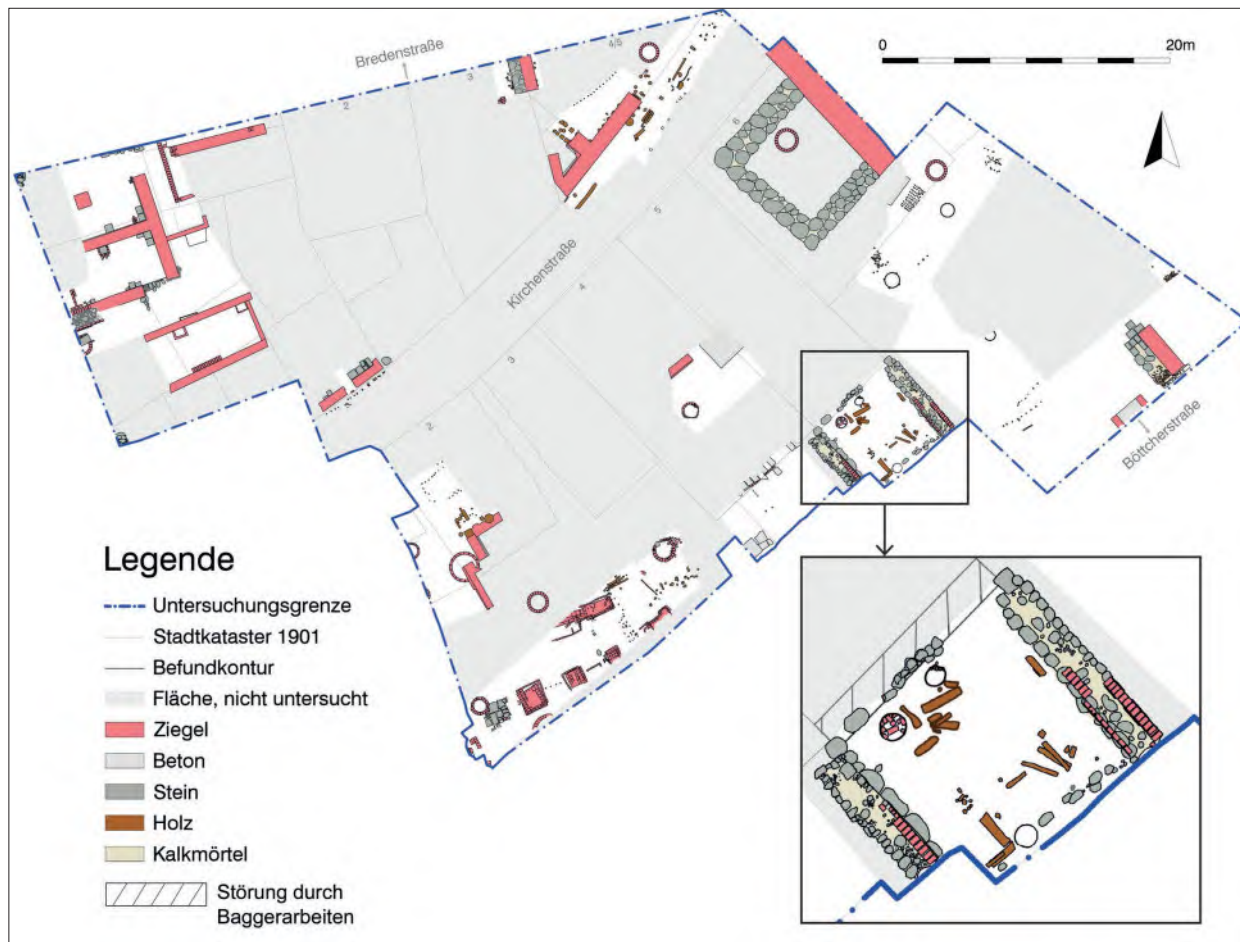 0 20m
Bredenstraße
2
3
4/5
6
5
Kirchenstraße
4
3
2
Böttcherstraße
Legende
Untersuchungsgrenze
Stadtkataster 1901
Befundkontur
Fläche, nicht untersucht
Ziegel
Beton
Stein
Holz
Kalkmörtel
Störung durch
Baggerarbeiten